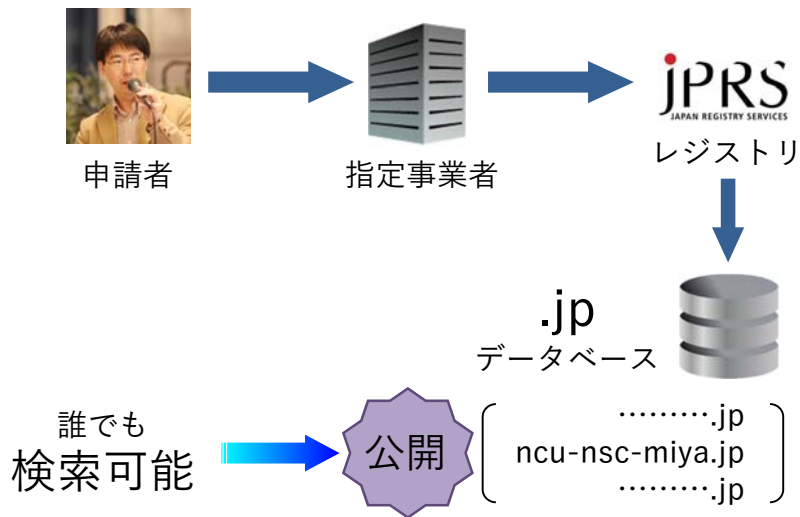 jPRS
JAPAN REGISTRY SERVICES
申請者
指定事業者
レジストリ
.jp
データベース
誰でも
検索可能
公開
……….jp
ncu-nsc-miya.jp
……….jp